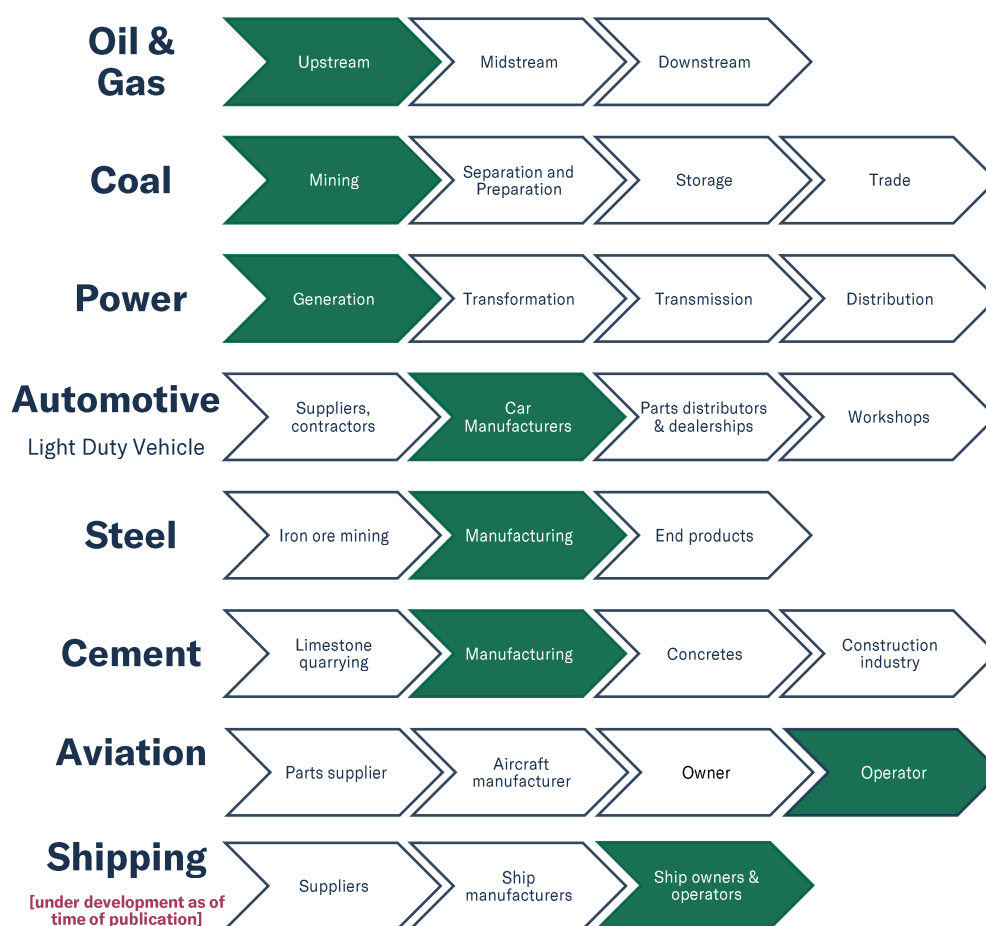 Oil &
Gas
Upstream
Midstream
Downstream
Coal
Mining
Separation and
Preparation
Storage
Trade
Power
Generation
Transformation
Transmission
Distribution
Automotive
Light Duty Vehicle
Suppliers,
contractors
Car
Manufacturers
Parts distributors
& dealerships
Workshops
Steel
Iron ore mining
Manufacturing
End products
Cement
Limestone
quarrying
Manufacturing
Concretes
Construction
industry
Aviation
Parts supplier
Aircraft
manufacturer
Owner
Operator
Shipping
[under development as of
time of publication]
Suppliers
Ship
manufacturers
Ship owners &
operators